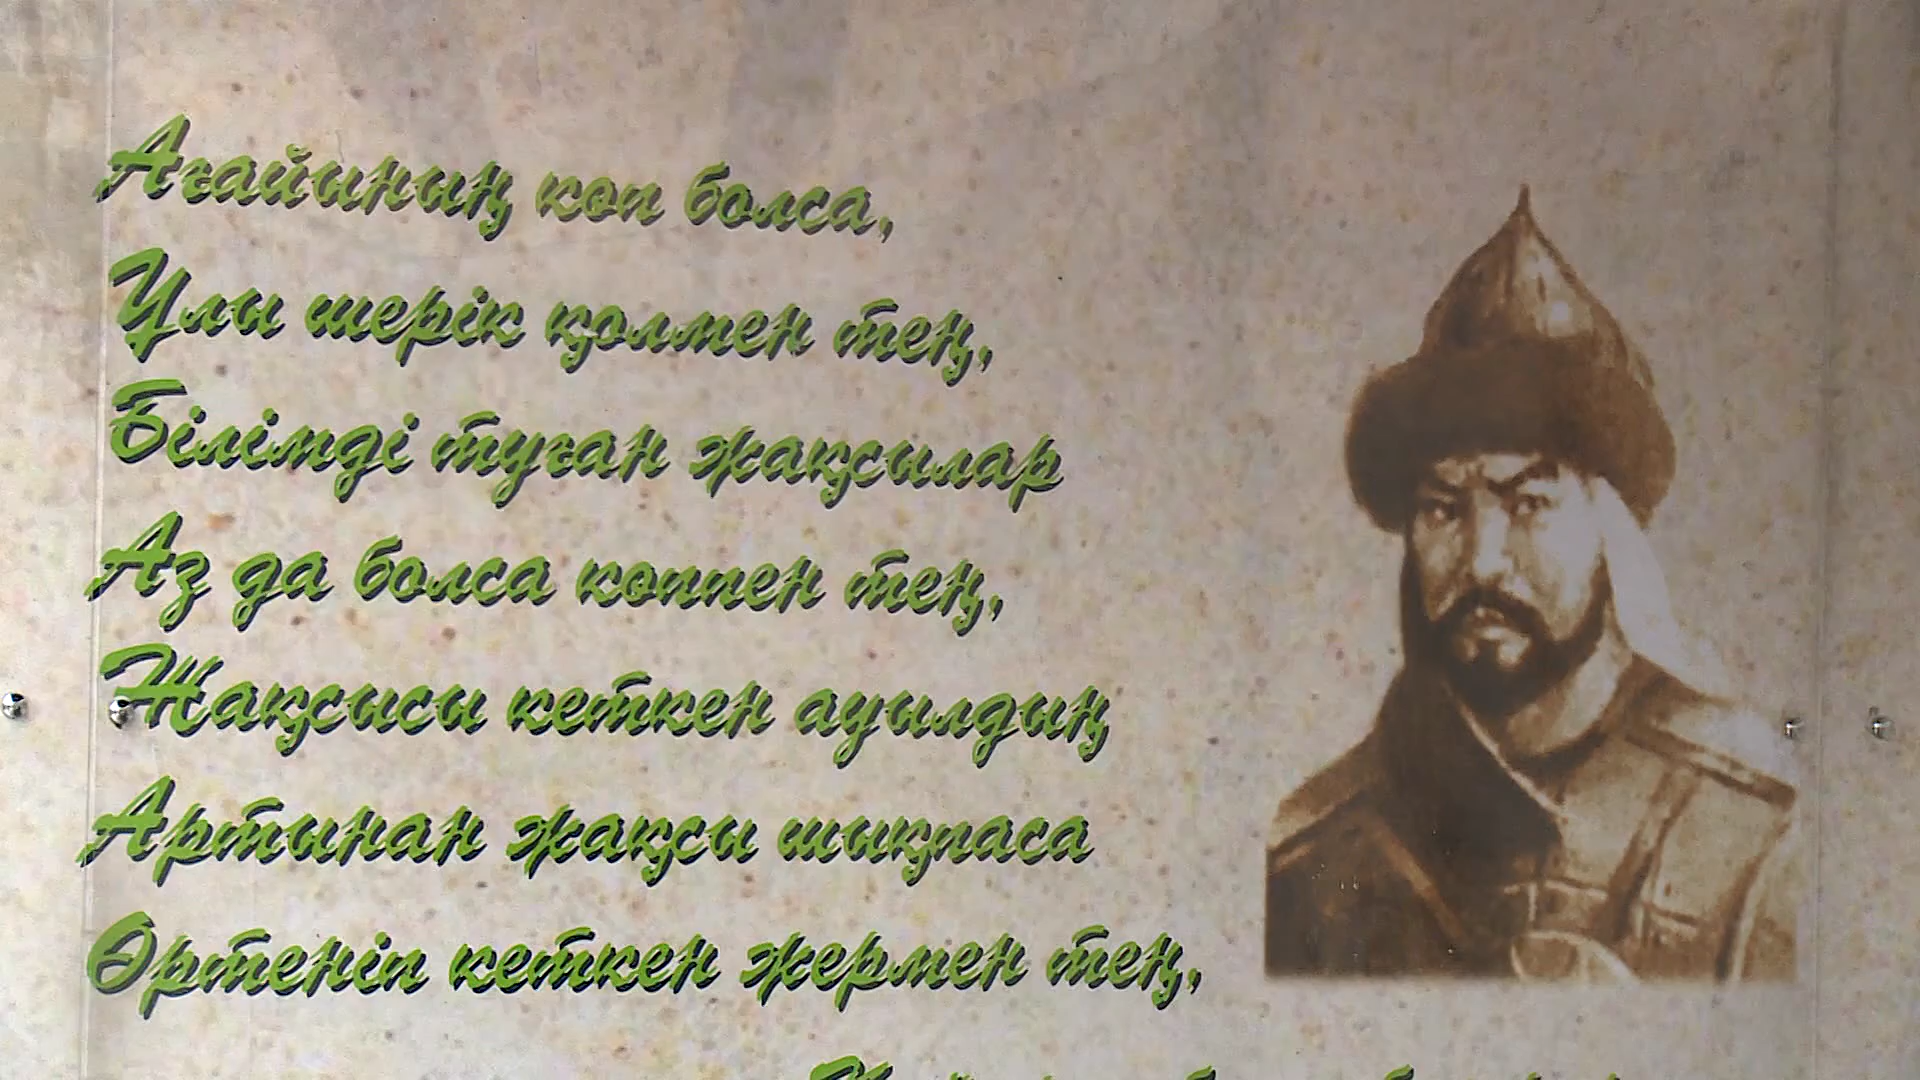 Ағайының көп болса,
Ұлы шерік қолмен тең,
Білімді туған жақсылар
Аз да болса көппен тең,
Жақсысы кеткен ауылдың
Артынан жақсы шықпаса
Өртеніп кеткен жермен тең,